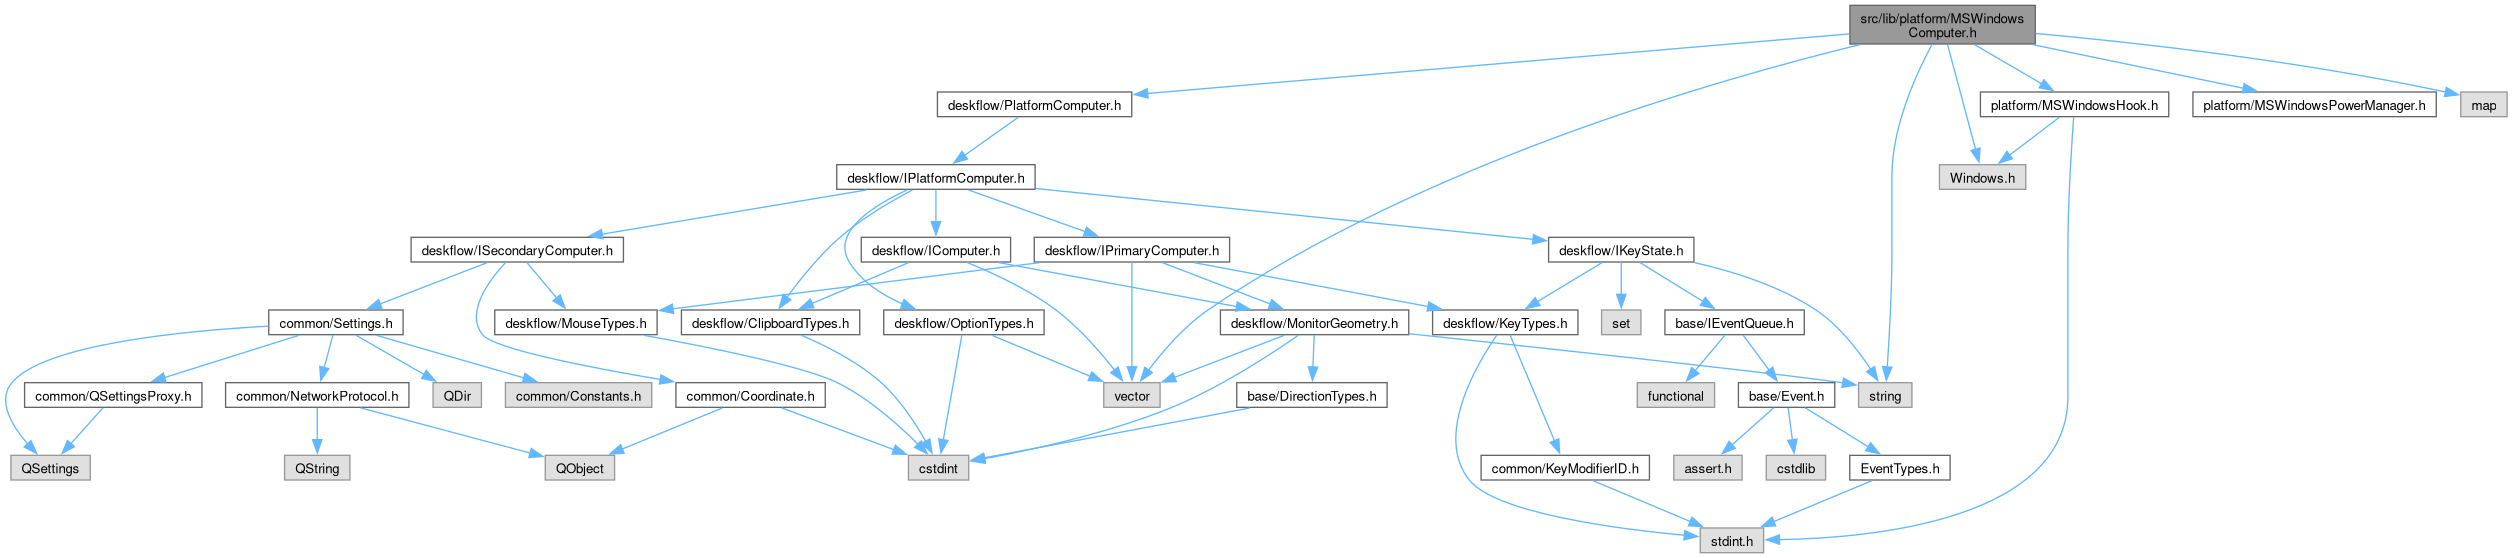 src/lib/platform/MSWindows
Computer.h
deskflow/PlatformComputer.h
platform/MSWindowsHook.h
platform/MSWindowsPowerManager.h
map
deskflow/IPlatformComputer.h
Windows.h
deskflow/ISecondaryComputer.h
deskflow/IComputer.h
deskflow/IPrimaryComputer.h
deskflow/IKeyState.h
common/Settings.h
deskflow/MouseTypes.h
deskflow/ClipboardTypes.h
deskflow/OptionTypes.h
deskflow/MonitorGeometry.h
deskflow/KeyTypes.h
set
base/IEventQueue.h
common/QSettingsProxy.h
common/NetworkProtocol.h
QDir
common/Constants.h
common/Coordinate.h
vector
base/DirectionTypes.h
functional
base/Event.h
string
QSettings
QString
QObject
cstdint
common/KeyModifierID.h
assert.h
cstdlib
EventTypes.h
stdint.h